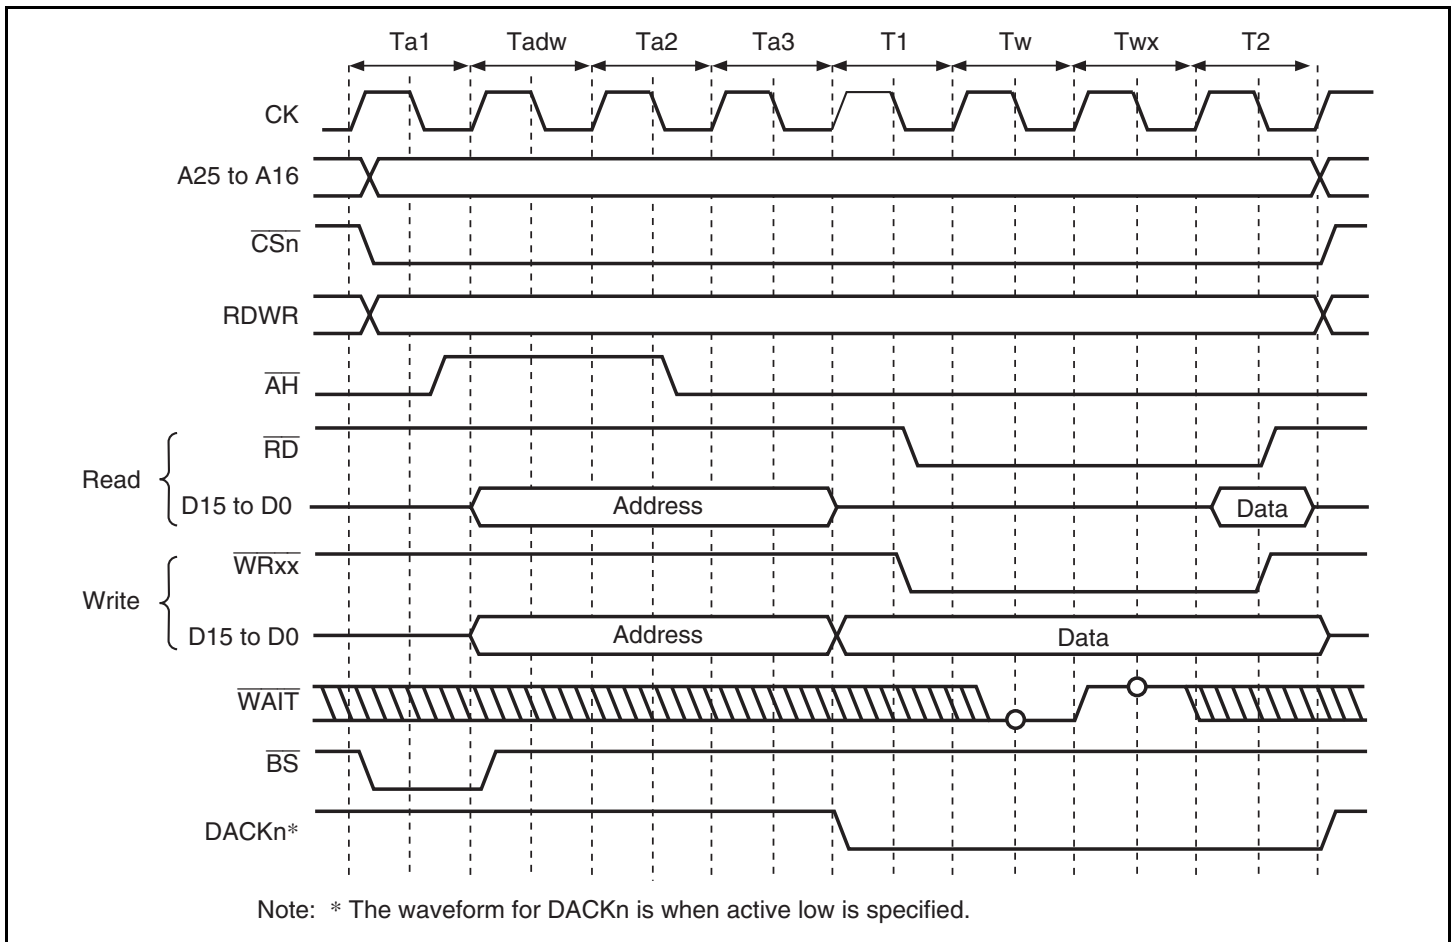 Ta1 Tadw Ta2 Ta3 T1 Tw Twx T2
CK
A25 to A16
CSn
RDWR
AH
RD
Read
D15 to D0 Address Data
WRxx
Write
D15 to D0 Address Data
WAIT
BS
DACKn*
Note: * The waveform for DACKn is when active low is specified.